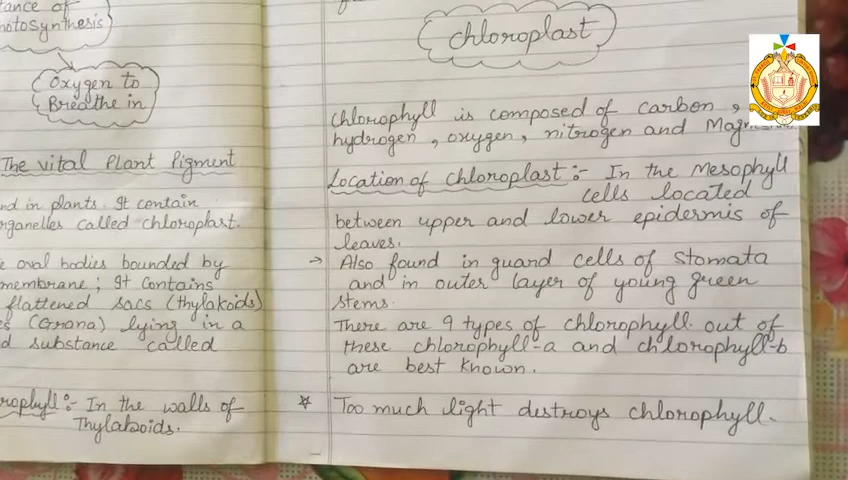 tance of
hotosynthesis
Oxygen to
Breathe in
The vital Plant Pigment
nd in plants. It contain
rganelles called chloroplast.
e oval bodies bounded by
membrane; It contains
flattened sacs (thylakoids)
es (Grana) lying in a
d substance called
rophyll:- In the walls of
Thylakoids.
chloroplast
chlorophyll is composed of carbon,
hydrogen, oxygen, nitrogen and
Location of chloroplast:- In the Mesophyll
cells located
between upper and lower epidermis of
leaves.
→ Also found in guard cells of stomata
and in outer layer of young green
stems.
There are 9 types of chlorophyll out of
these chlorophyll-a and chlorophyll-b
are best known.
☆ Too much light destroys chlorophyll.